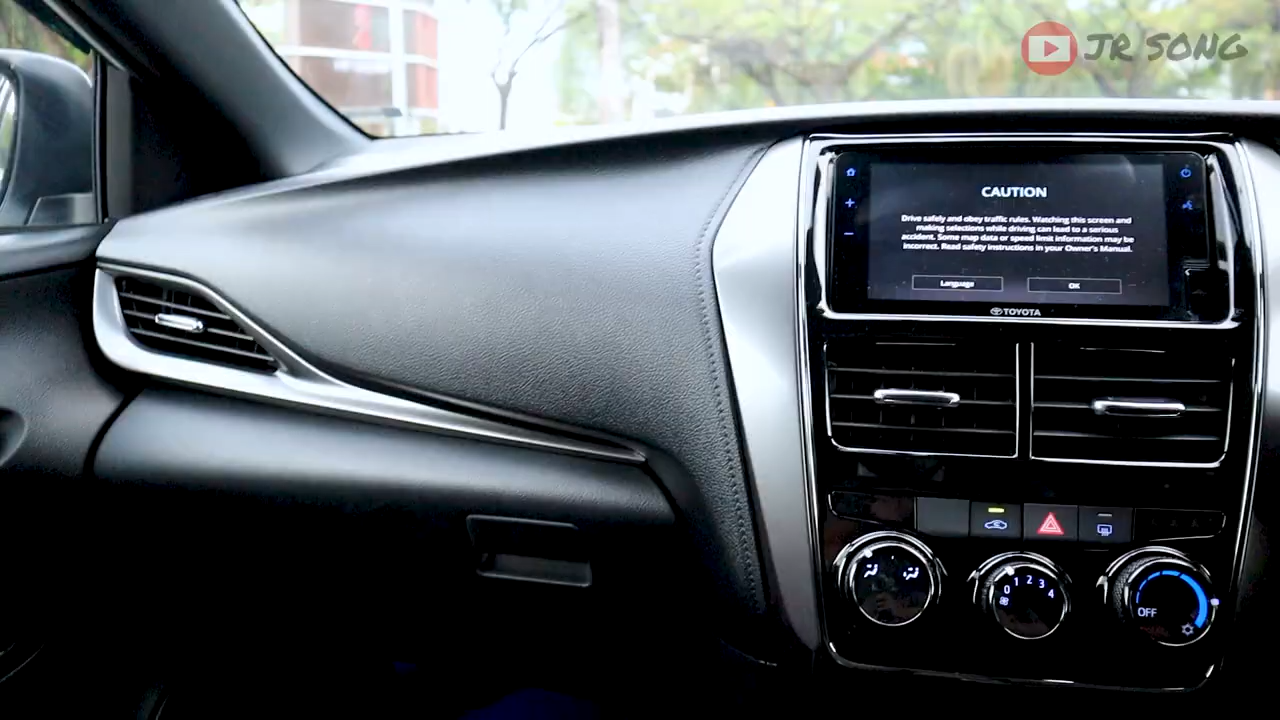 JR SONG
CAUTION
Drive safely and obey traffic rules. Watching this screen and
making selections while driving can lead to a serious
accident. Some map data or speed limit information may be
incorrect. Read safety instructions in your Owner's Manual.
Language OK
TOYOTA
0 1 2 3 4
OFF